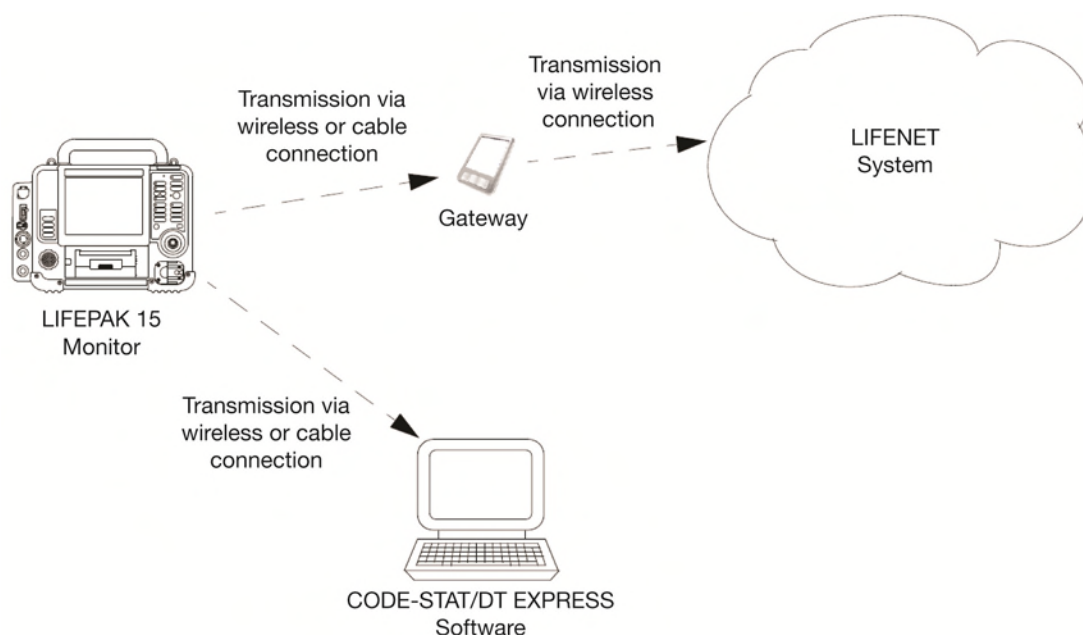 Transmission via
wireless or cable
connection
Transmission
via wireless
connection
LIFENET
System
Gateway
LIFEPAK 15
Monitor
Transmission via
wireless or cable
connection
CODE-STAT/DT EXPRESS
Software